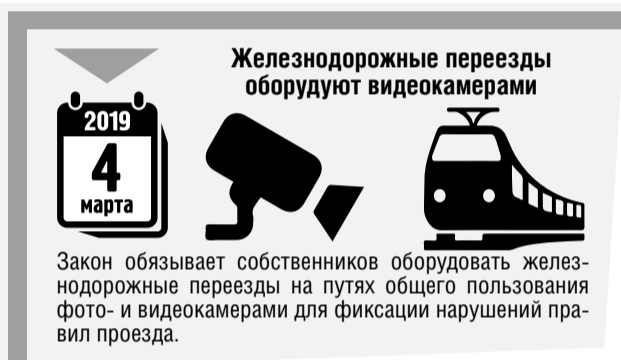 Железнодорожные переезды
оборудуют видеокамерами
2019
4
марта
Закон обязывает собственников оборудовать желез-
нодорожные переезды на путях общего пользования
фото- и видеокамерами для фиксации нарушений пра-
вил проезда.